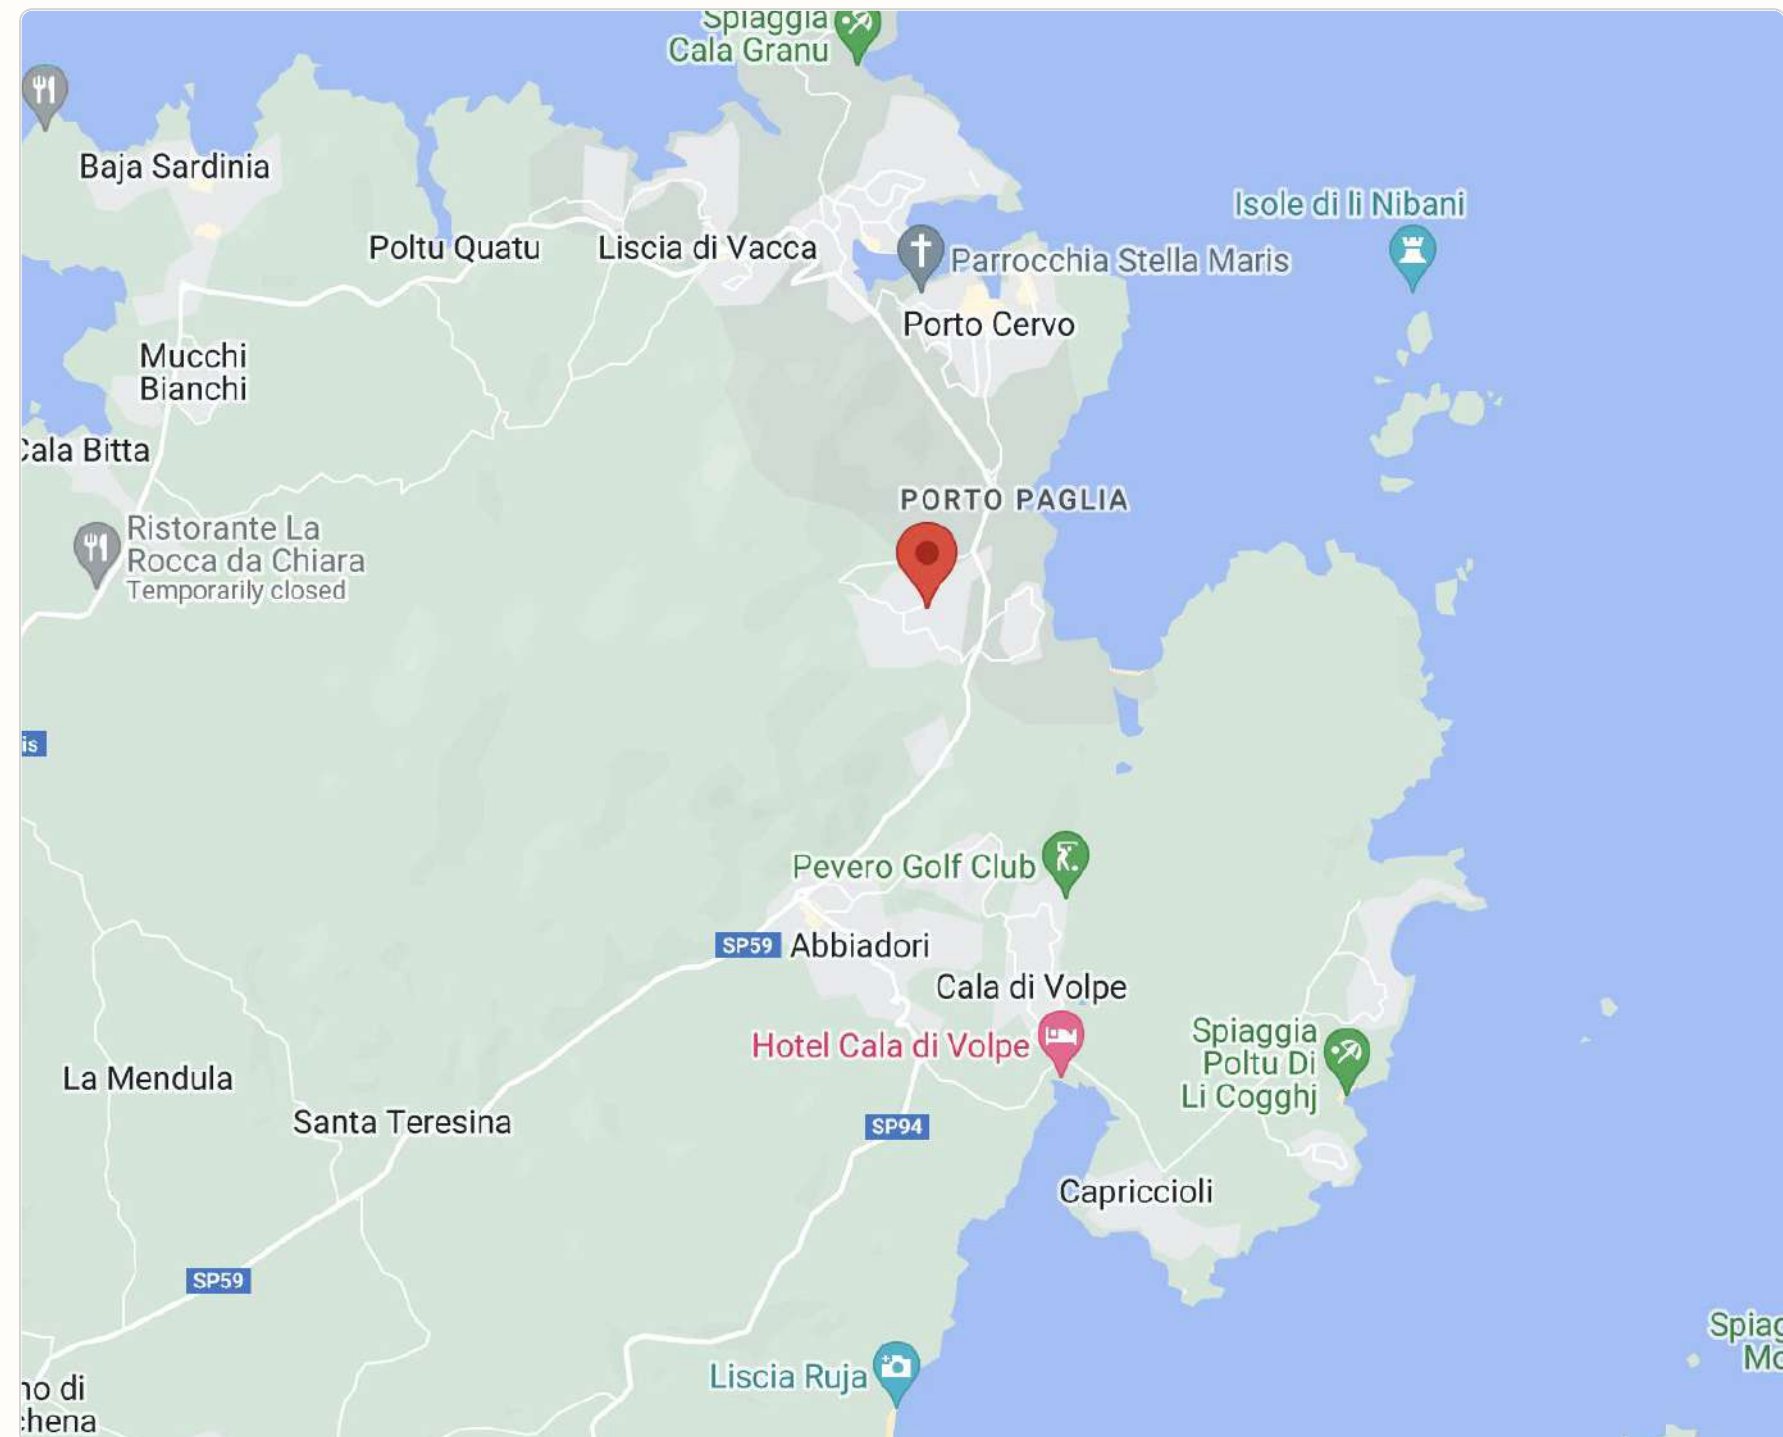 Spiaggia
Cala Granu
Baja Sardinia
Isole di li Nibani
Poltu Quatu
Liscia di Vacca
Parrocchia Stella Maris
Porto Cervo
Mucchi
Bianchi
Cala Bitta
PORTO PAGLIA
Ristorante La
Rocca da Chiara
Temporarily closed
is
Pevero Golf Club
SP59
Abbiadori
Cala di Volpe
Hotel Cala di Volpe
Spiaggia
Poltu Di
Li Cogghj
La Mendula
Santa Teresina
SP94
Capriccioli
SP59
Spiag
Mo
Liscia Ruja
no di
chena